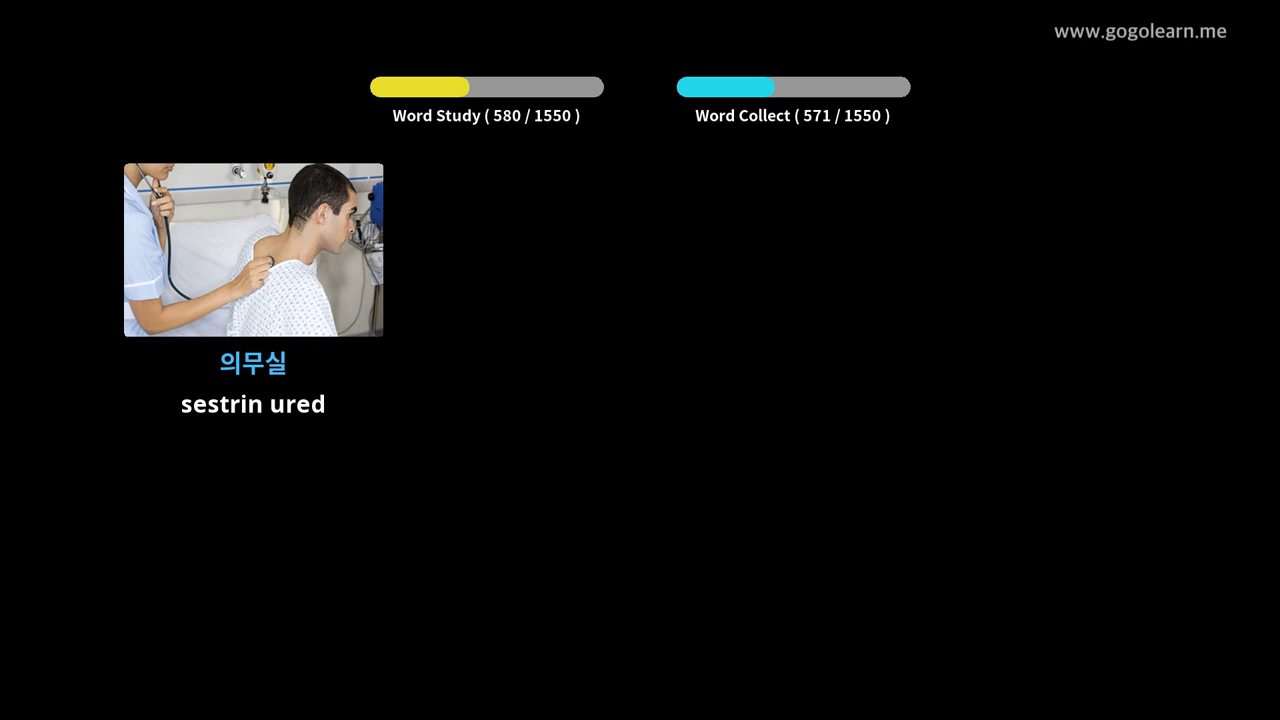 www.gogolearn.me
Word Study ( 580 / 1550 )
Word Collect ( 571 / 1550 )
의무실
sestrin ured